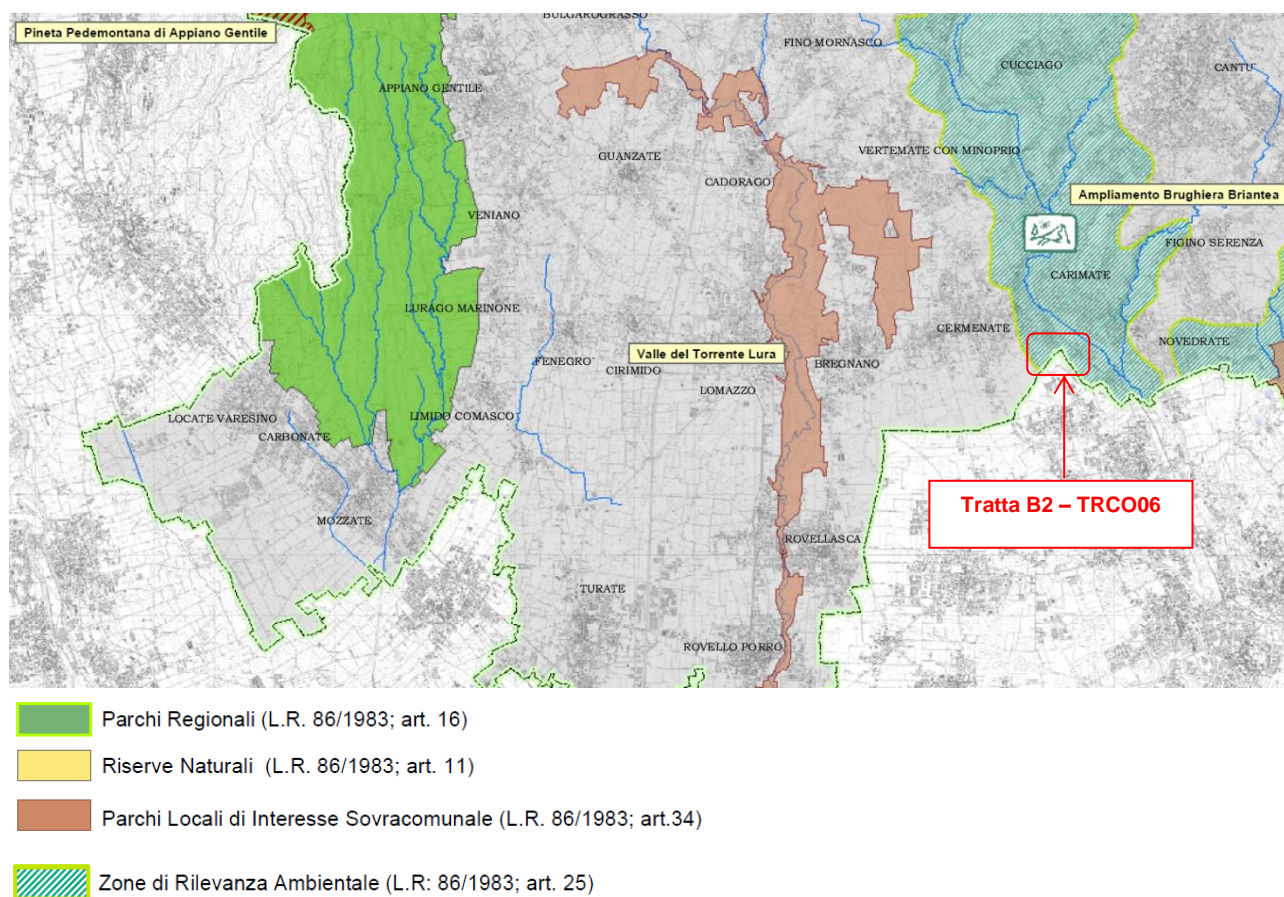 BULGAROGRASSO
Pineta Pedemontana di Appiano Gentile
FINO MORNASCO
CUCCIAGO
CANTU'
APPIANO GENTILE
GUANZATE
VERTEMATE CON MINOPRIO
CADORAGO
Ampliamento Brughiera Briantea
VENIANO
FIGINO SERENZA
CARIMATE
LURAGO MARINONE
CERMENATE
NOVEDRATE
FENEGRO'
CIRIMIDO
Valle del Torrente Lura
BREGNANO
LOMAZZO
LOCATE VARESINO
LIMIDO COMASCO
CARBONATE
Tratta B2 – TRCO06
MOZZATE
ROVELLASCA
TURATE
ROVELLO PORRO
Parchi Regionali (L.R. 86/1983; art. 16)
Riserve Naturali (L.R. 86/1983; art. 11)
Parchi Locali di Interesse Sovracomunale (L.R. 86/1983; art.34)
Zone di Rilevanza Ambientale (L.R: 86/1983; art. 25)